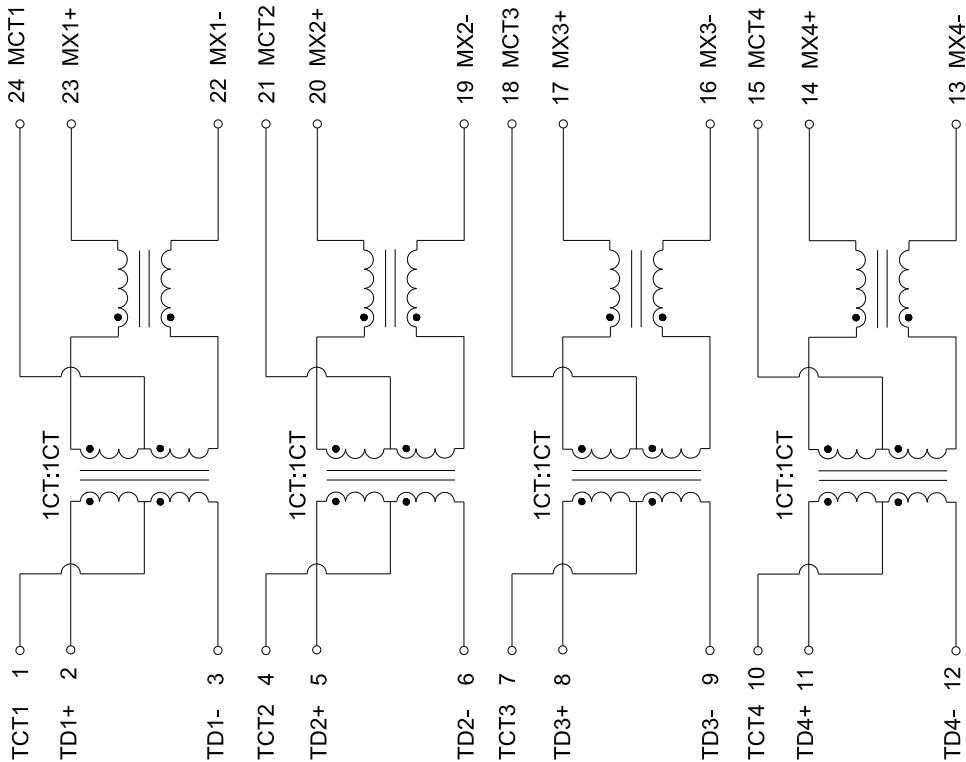 24 MCT1
23 MX1+
22 MX1-
21 MCT2
20 MX2+
19 MX2-
18 MCT3
17 MX3+
16 MX3-
15 MCT4
14 MX4+
13 MX4-
1CT:1CT
1CT:1CT
1CT:1CT
1CT:1CT
TCT1 1
TD1+ 2
TD1- 3
TCT2 4
TD2+ 5
TD2- 6
TCT3 7
TD3+ 8
TD3- 9
TCT4 10
TD4+ 11
TD4- 12